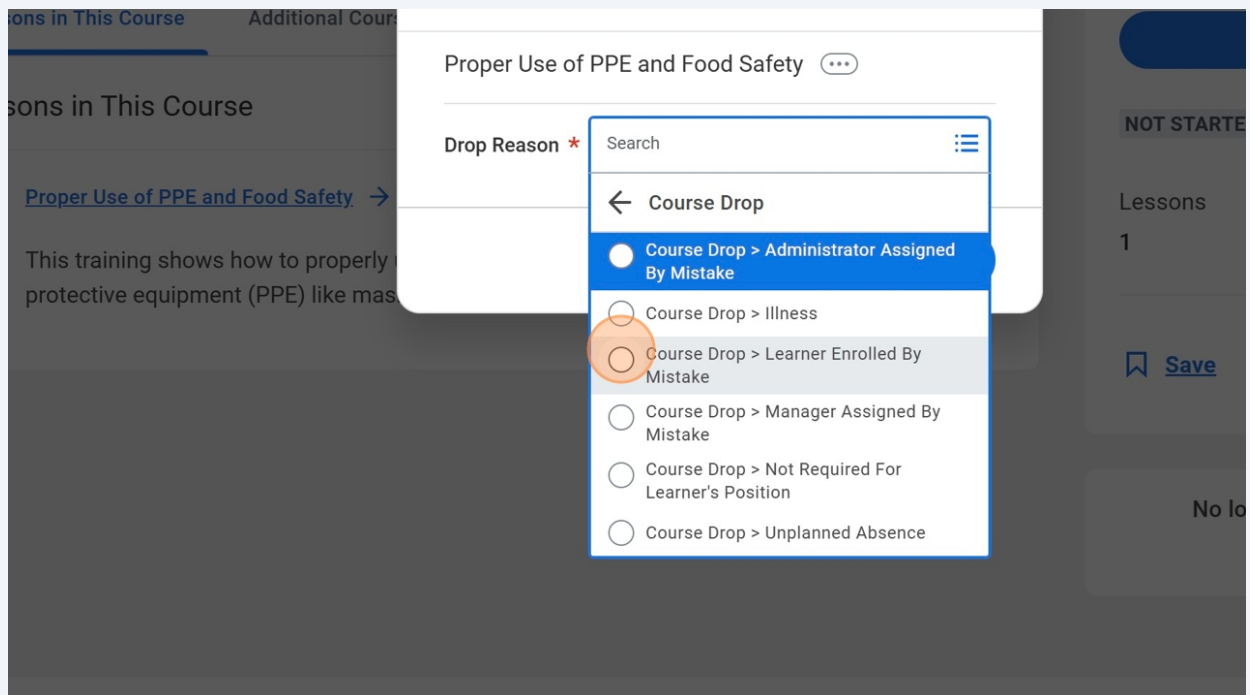 sons in This Course Additional Cour
Proper Use of PPE and Food Safety
sons in This Course
NOT STARTE
Drop Reason * Search
Proper Use of PPE and Food Safety →
← Course Drop
Lessons
1
Course Drop > Administrator Assigned
By Mistake
This training shows how to properly
protective equipment (PPE) like mas
Course Drop > Illness
Course Drop > Learner Enrolled By
Mistake
Save
Course Drop > Manager Assigned By
Mistake
Course Drop > Not Required For
Learner's Position
No lo
Course Drop > Unplanned Absence